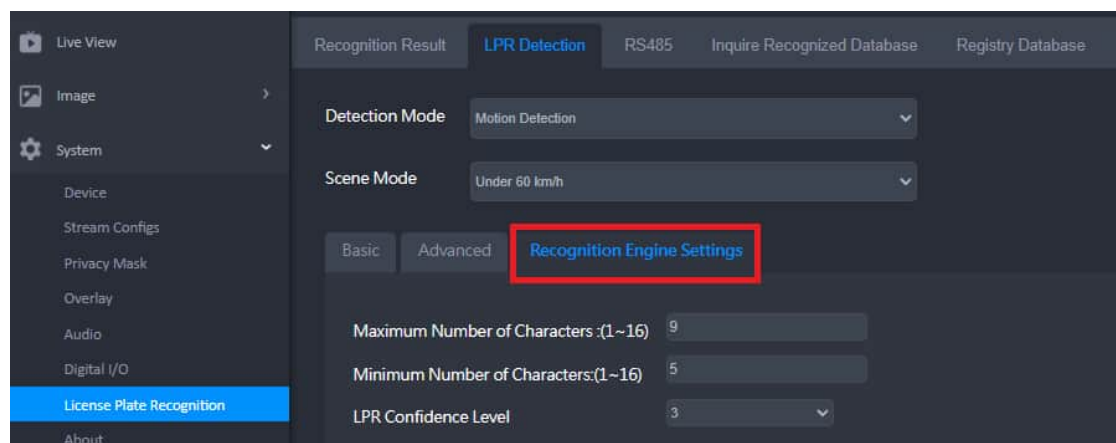 Live View
Image
System
Device
Stream Configs
Privacy Mask
Overlay
Audio
Digital I/O
License Plate Recognition
About
Recognition Result LPR Detection RS485 Inquire Recognized Database Registry Database
Detection Mode Motion Detection
Scene Mode Under 60 km/h
Basic Advanced Recognition Engine Settings
Maximum Number of Characters :(1~16) 9
Minimum Number of Characters:(1~16) 5
LPR Confidence Level 3